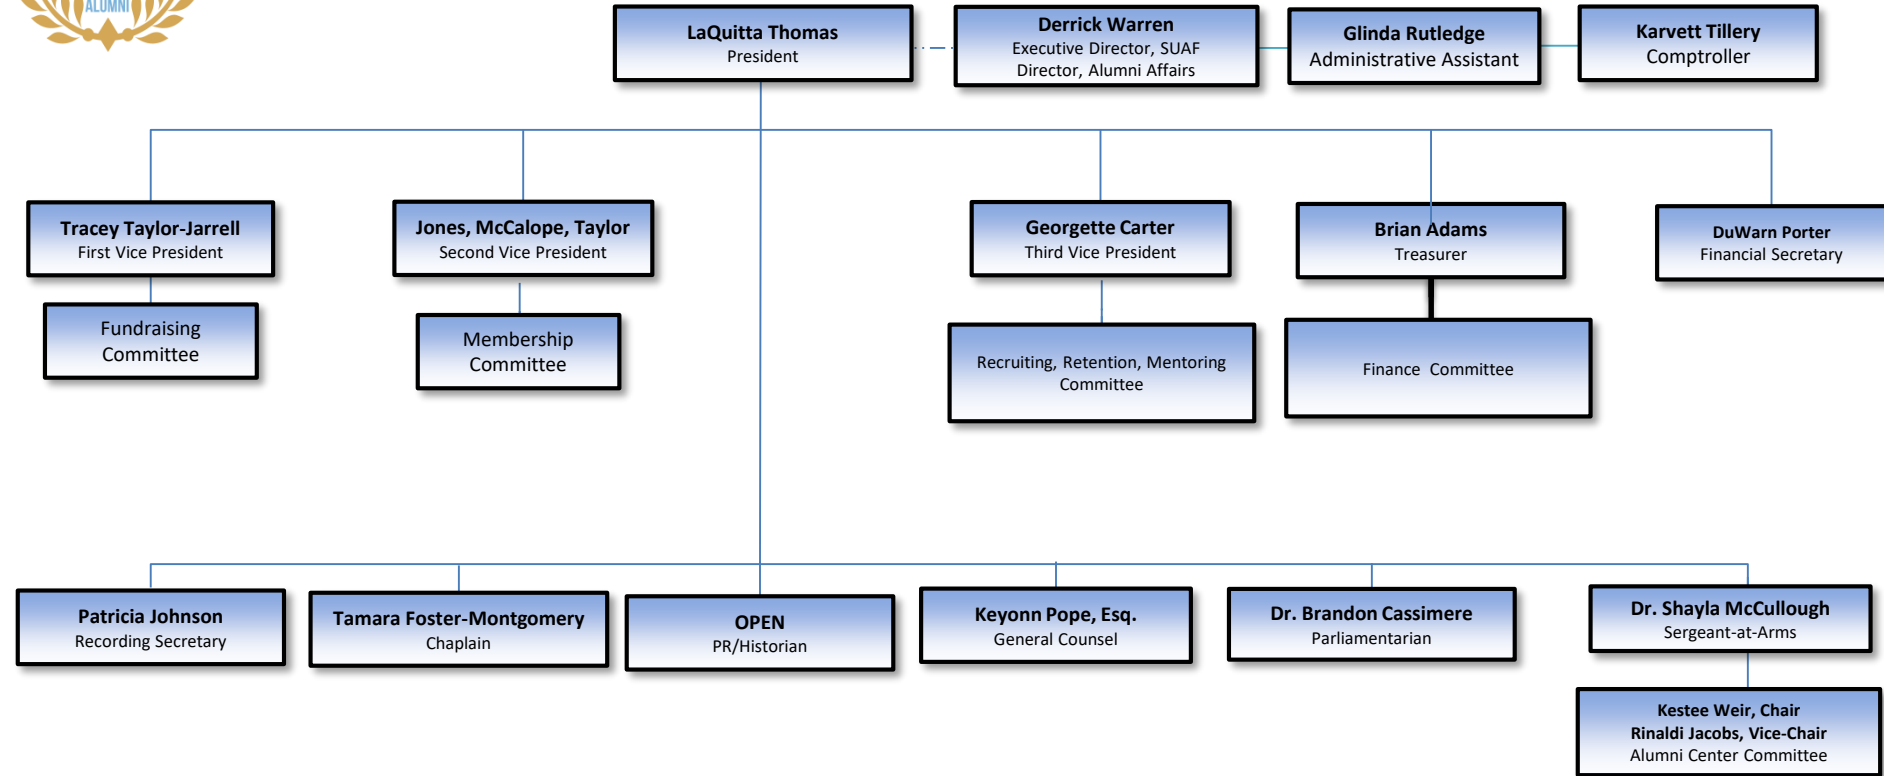 ALUMNI
LaQuitta Thomas
President
Derrick Warren
Executive Director, SUAF
Director, Alumni Affairs
Glinda Rutledge
Administrative Assistant
Karvett Tillery
Comptroller
Tracey Taylor-Jarrell
First Vice President
Jones, McCalope, Taylor
Second Vice President
Georgette Carter
Third Vice President
Brian Adams
Treasurer
DuWarn Porter
Financial Secretary
Fundraising
Committee
Membership
Committee
Recruiting, Retention, Mentoring
Committee
Finance Committee
Patricia Johnson
Recording Secretary
Tamara Foster-Montgomery
Chaplain
OPEN
PR/Historian
Keyonn Pope, Esq.
General Counsel
Dr. Brandon Cassimere
Parliamentarian
Dr. Shayla McCullough
Sergeant-at-Arms
Kestee Weir, Chair
Rinaldi Jacobs, Vice-Chair
Alumni Center Committee